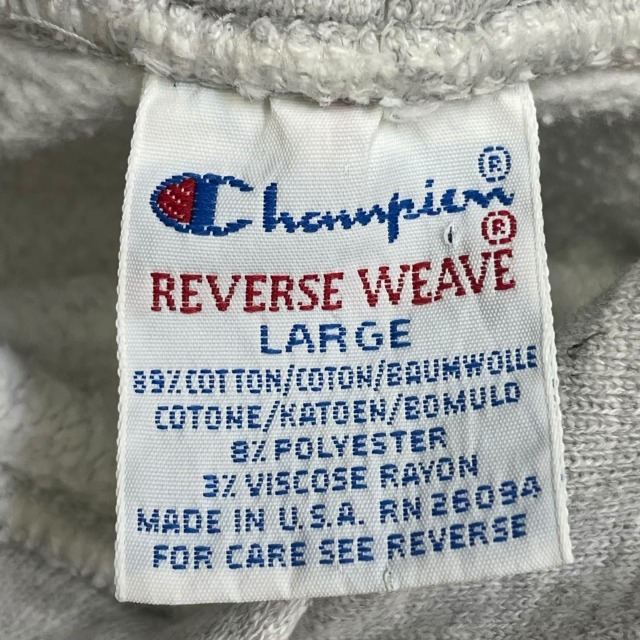 Champion®
REVERSE WEAVE®
LARGE
89% COTTON/COTON/BAUMWOLLE
COTONE/KATOEN/BOMULD
8% POLYESTER
3% VISCOSE RAYON
MADE IN U.S.A. RN 26094
FOR CARE SEE REVERSE